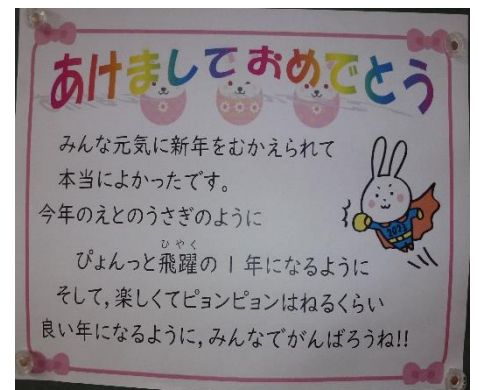 あけましておめでとう
みんな元気に新年をむかえられて
本当によかったです。
今年のえとのうさぎのように
ぴょんっと飛躍の1年になるように
ひやく
そして,楽しくてピョンピョンはねるくらい
良い年になるように,みんなでがんばろうね!!
2023